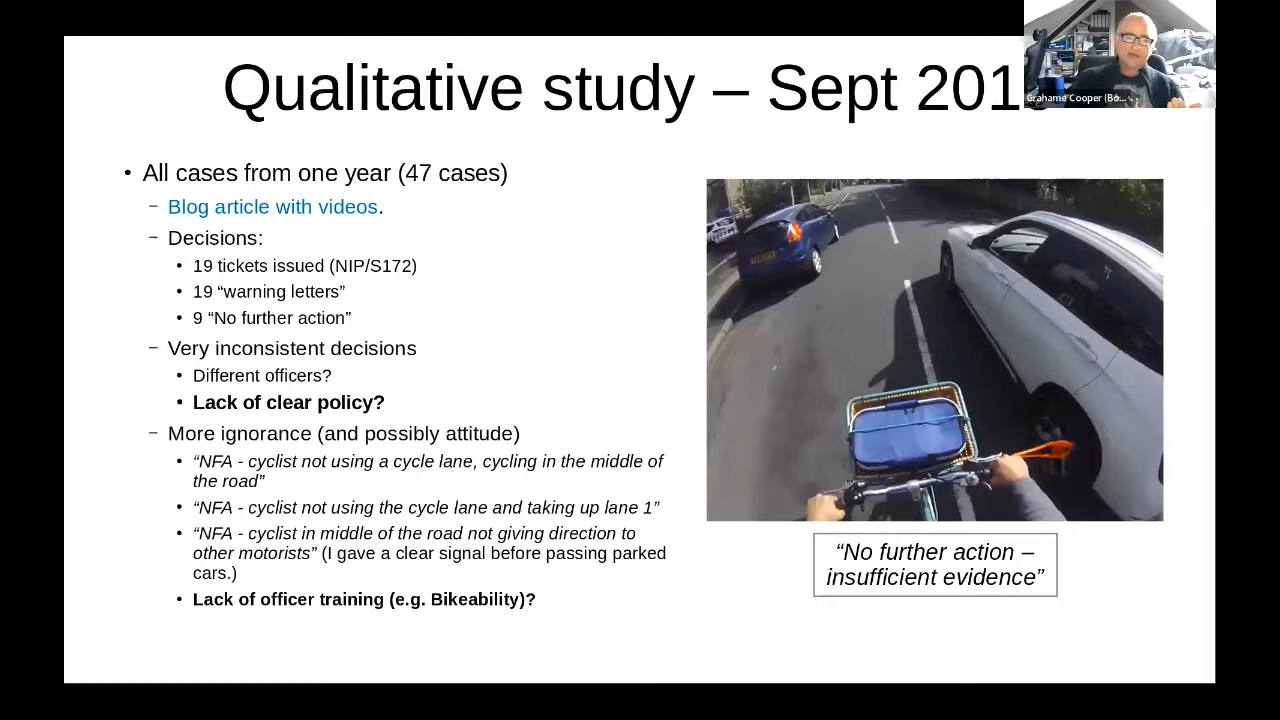 Qualitative study – Sept 201
Grahame Cooper (Bo...
• All cases from one year (47 cases)
– Blog article with videos.
– Decisions:
• 19 tickets issued (NIP/S172)
• 19 “warning letters”
• 9 “No further action”
– Very inconsistent decisions
• Different officers?
• Lack of clear policy?
– More ignorance (and possibly attitude)
• “NFA - cyclist not using a cycle lane, cycling in the middle of
the road”
• “NFA - cyclist not using the cycle lane and taking up lane 1”
• “NFA - cyclist in middle of the road not giving direction to
other motorists” (I gave a clear signal before passing parked
cars.)
• Lack of officer training (e.g. Bikeability)?
“No further action –
insufficient evidence”